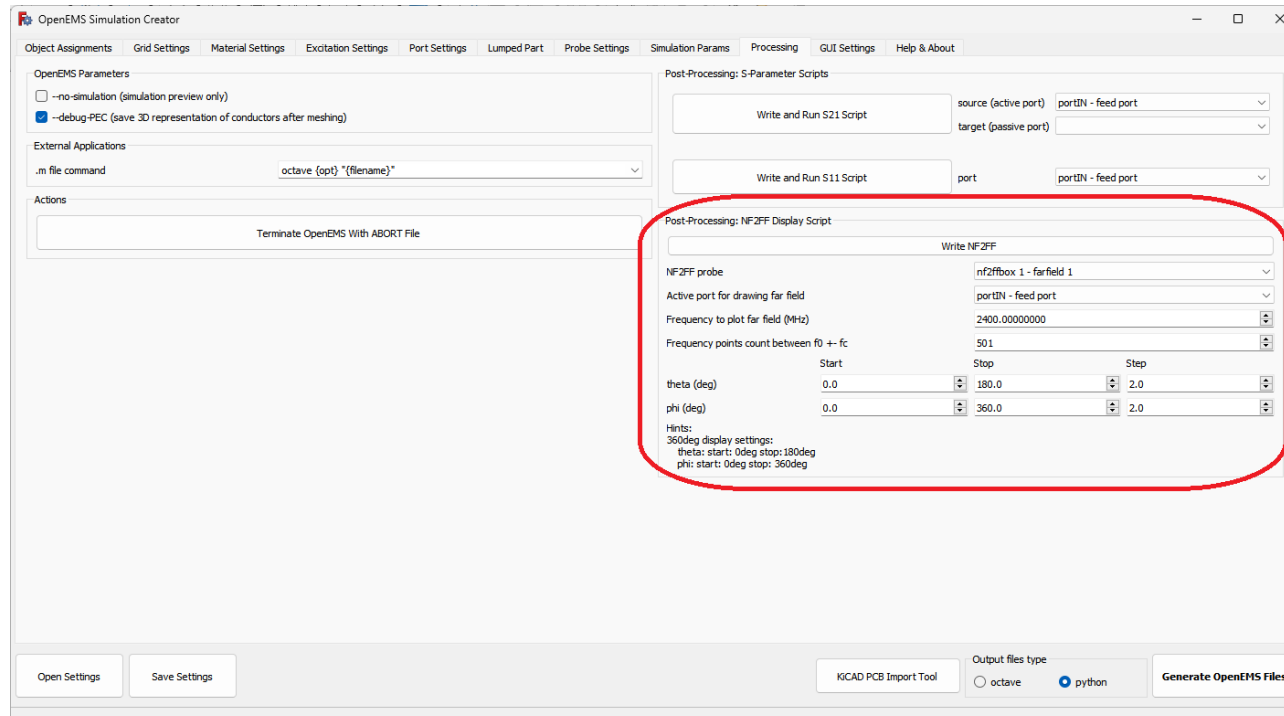 OpenEMS Simulation Creator
Object Assignments Grid Settings Material Settings Excitation Settings Port Settings Lumped Part Probe Settings Simulation Params Processing GUI Settings Help & About
OpenEMS Parameters
--no-simulation (simulation preview only)
--debug-PEC (save 3D representation of conductors after meshing)
External Applications
.m file command octave {opt} "{filename}"
Actions
Terminate OpenEMS With ABORT File
Post-Processing: S-Parameter Scripts
Write and Run S21 Script
source (active port) portIN - feed port
target (passive port)
Write and Run S11 Script port portIN - feed port
Post-Processing: NF2FF Display Script
Write NF2FF
NF2FF probe nf2ffbox 1 - farfield 1
Active port for drawing far field portIN - feed port
Frequency to plot far field (MHz) 2400.00000000
Frequency points count between f0 +- fc 501
Start Stop Step
theta (deg) 0.0 180.0 2.0
phi (deg) 0.0 360.0 2.0
Hints:
360deg display settings:
theta: start: 0deg stop:180deg
phi: start: 0deg stop: 360deg
Open Settings Save Settings KiCAD PCB Import Tool
Output files type
octave python
Generate OpenEMS Files